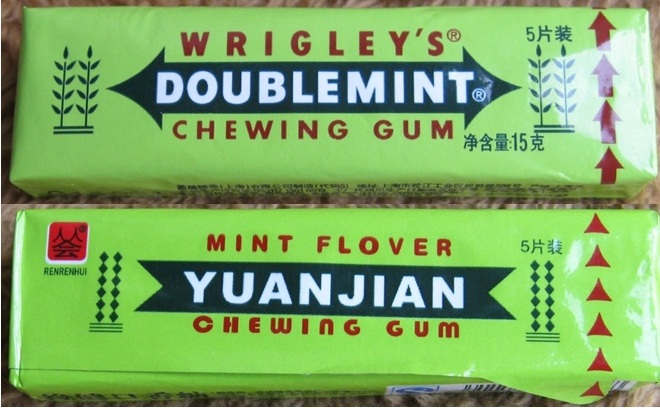 WRIGLEY'S®
5片装
DOUBLEMINT®
CHEWING GUM
净含量:15克
RENRENHUI
MINT FLOVER
5片装
YUANJIAN
CHEWING GUM